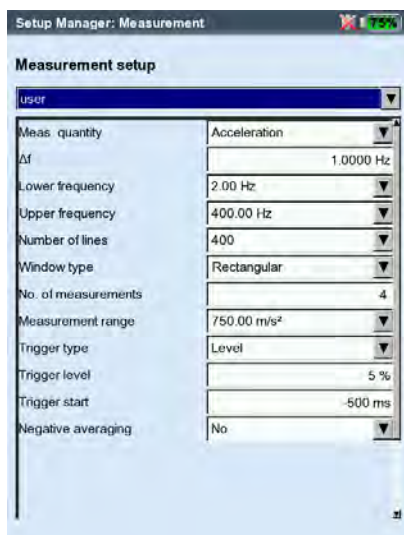 Setup Manager: Measurement ! 75%
Measurement setup
user
Meas. quantity Acceleration
Δf 1.0000 Hz
Lower frequency 2.00 Hz
Upper frequency 400.00 Hz
Number of lines 400
Window type Rectangular
No. of measurements 4
Measurement range 750.00 m/s²
Trigger type Level
Trigger level 5 %
Trigger start -500 ms
Negative averaging No